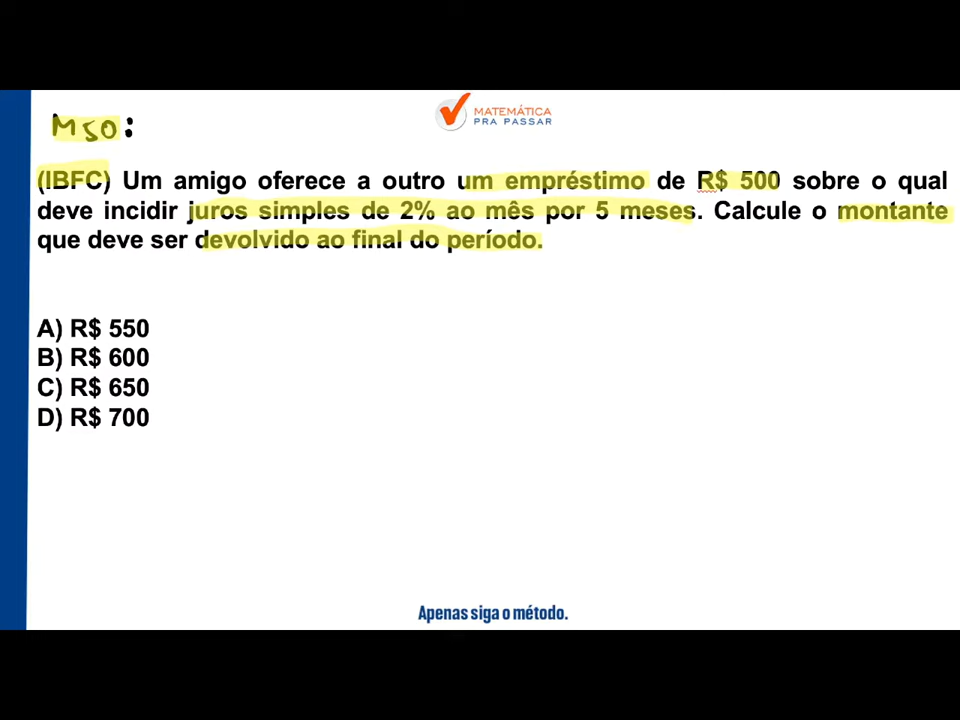 M50:
MATEMÁTICA
PRA PASSAR
(IBFC) Um amigo oferece a outro um empréstimo de R$ 500 sobre o qual
deve incidir juros simples de 2% ao mês por 5 meses. Calcule o montante
que deve ser devolvido ao final do período.
A) R$ 550
B) R$ 600
C) R$ 650
D) R$ 700
Apenas siga o método.